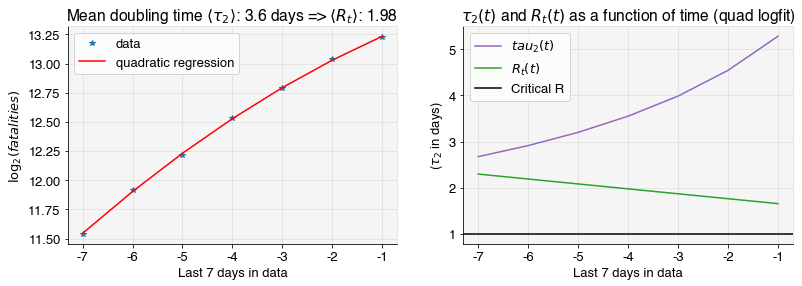 Mean doubling time ⟨τ₂⟩: 3.6 days => ⟨Rₜ⟩: 1.98
data
quadratic regression
log₂(fatalities)
13.25
13.00
12.75
12.50
12.25
12.00
11.75
11.50
-7 -6 -5 -4 -3 -2 -1
Last 7 days in data
τ₂(t) and Rₜ(t) as a function of time (quad logfit)
tau₂(t)
Rₜ(t)
Critical R
(τ₂ in days)
5
4
3
2
1
-7 -6 -5 -4 -3 -2 -1
Last 7 days in data